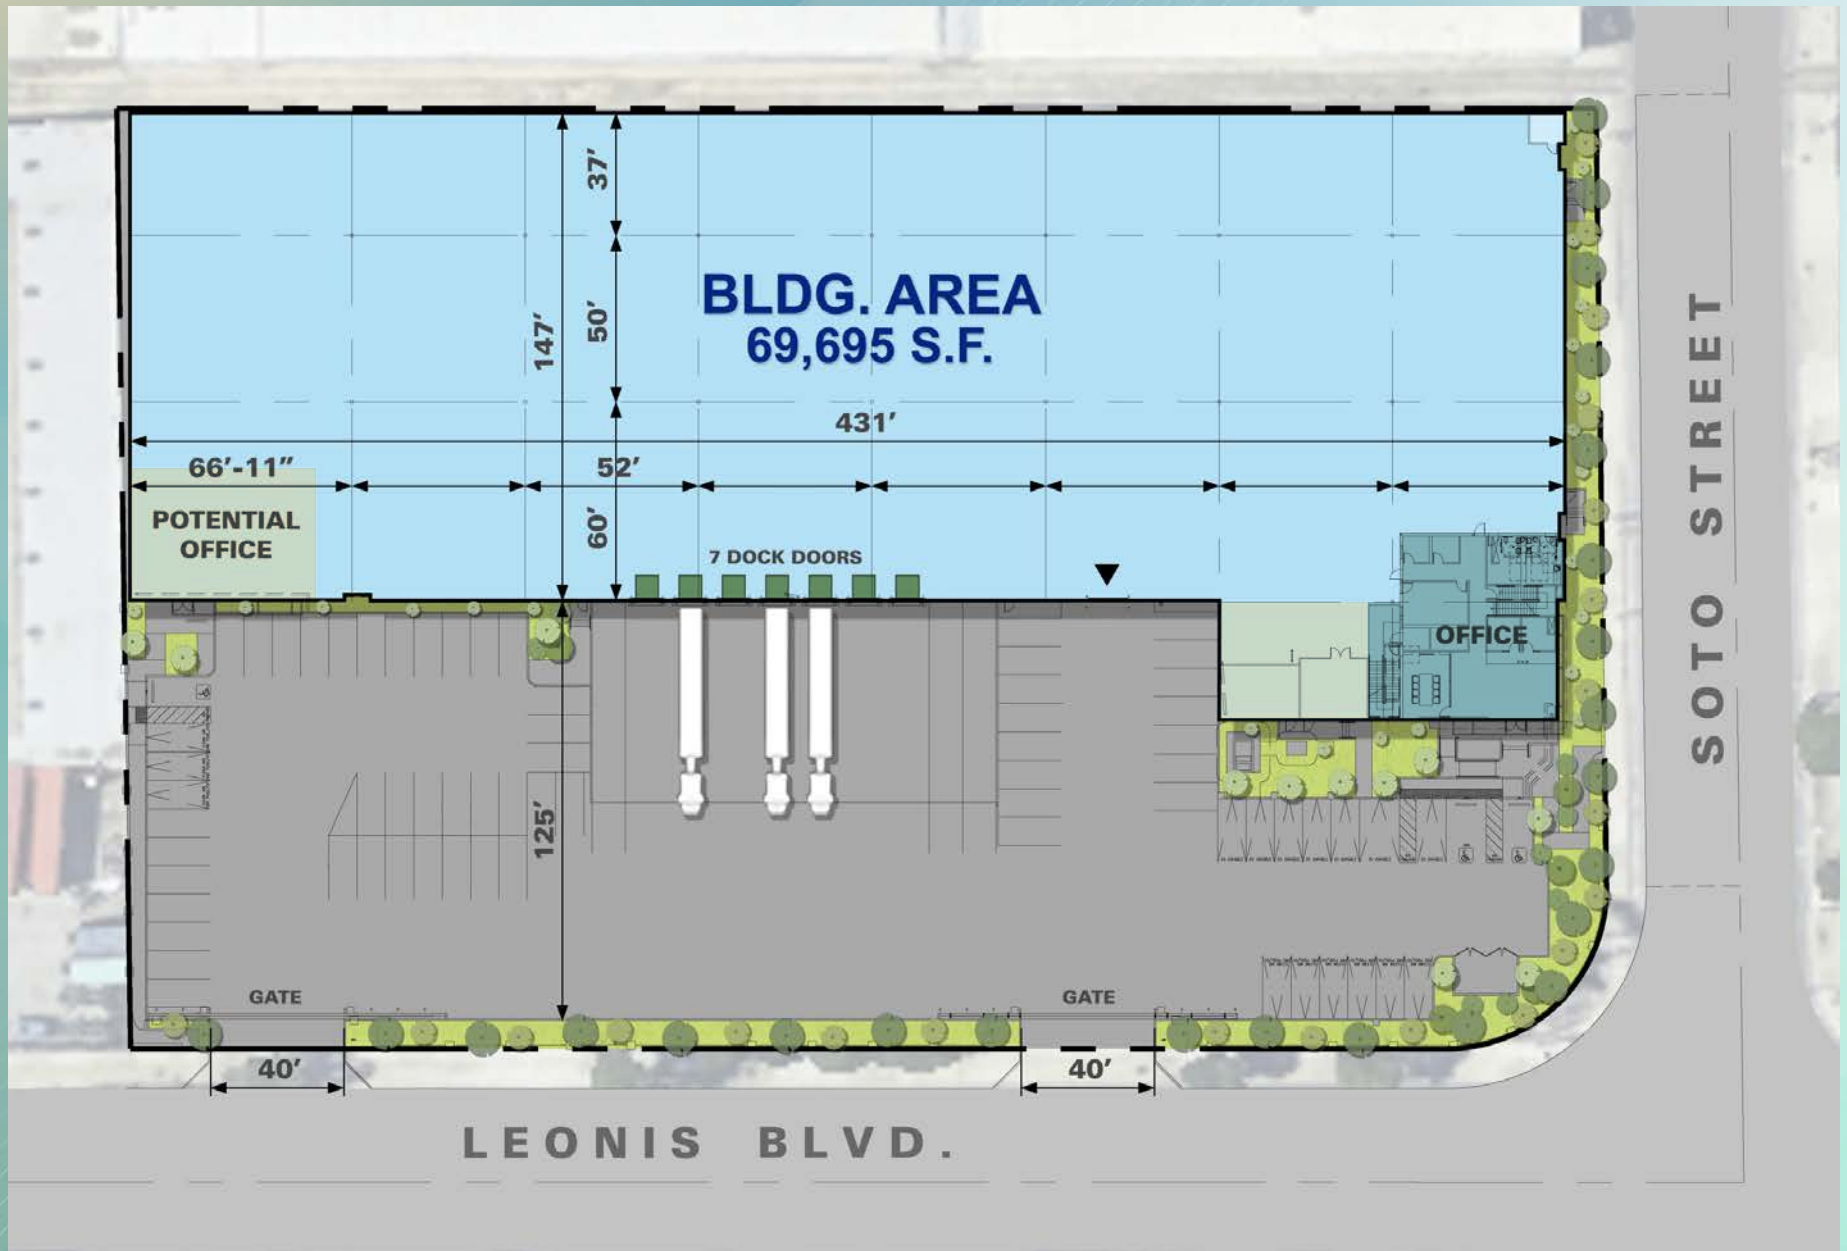 37'
BLDG. AREA
69,695 S.F.
50'
147'
431'
66'-11"
52'
60'
POTENTIAL
OFFICE
7 DOCK DOORS
OFFICE
125'
GATE
GATE
40'
40'
LEONIS BLVD.
SOTO STREET